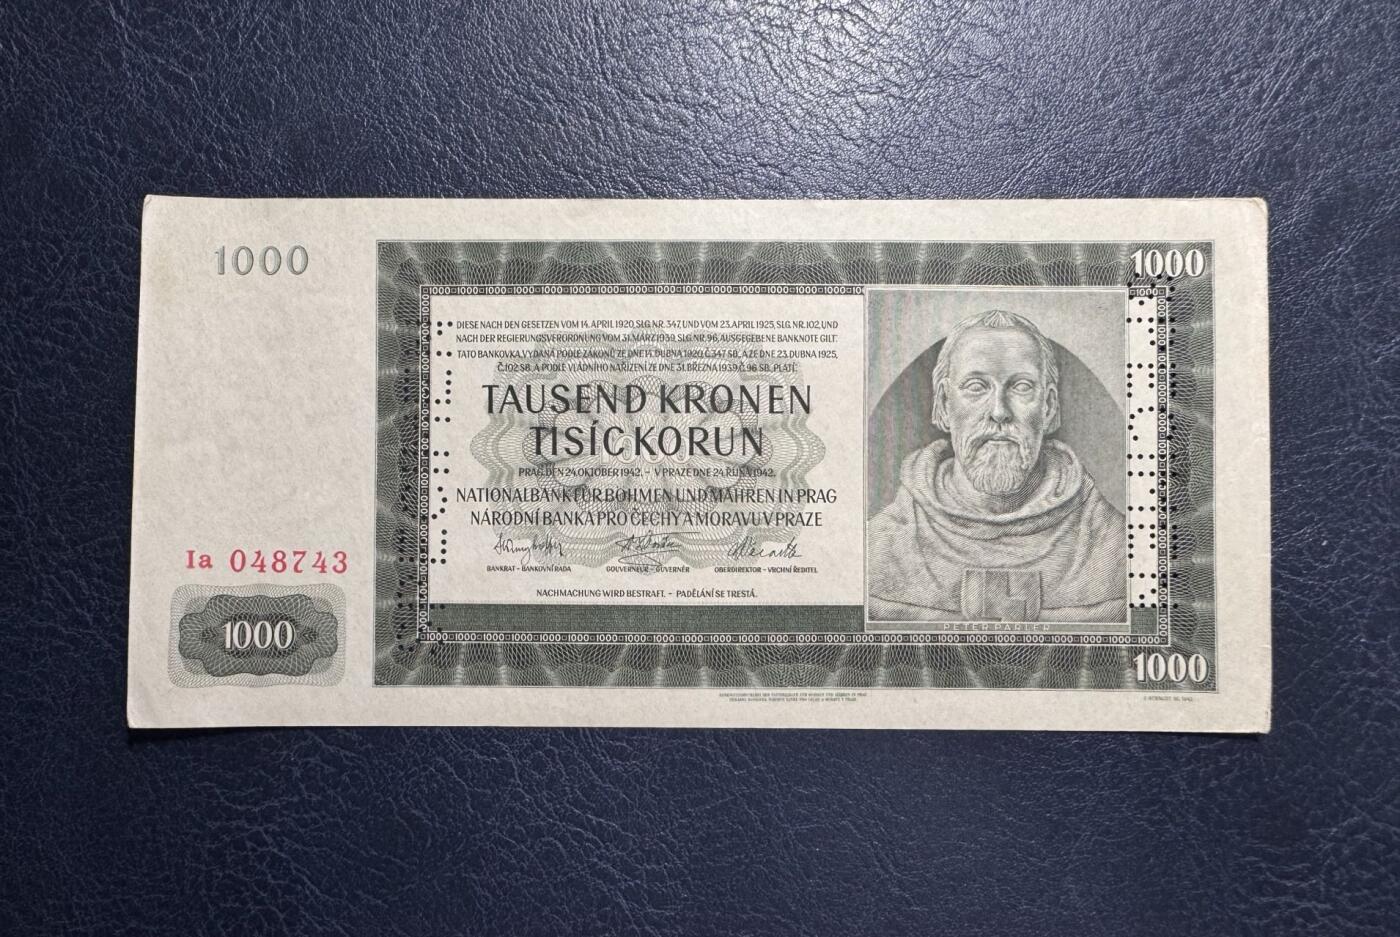 1000
1000
DIESE NACH DEN GESETZEN VOM 14. APRIL 1920, SLG. NR. 347, UND VOM 23. APRIL 1925, SLG. NR. 102, UND
NACH DER REGIERUNGSVERORDNUNG VOM 31. MÄRZ 1939, SLG. NR. 96, AUSGEGEBENE BANKNOTE GILT:
TATO BANKOVKA, VYDANÁ PODLE ZÁKONŮ ZE DNE 14. DUBNA 1920, Č. 347 SB., A ZE DNE 23. DUBNA 1925,
Č. 102 SB., A PODLE VLÁDNÍHO NAŘÍZENÍ ZE DNE 31. BŘEZNA 1939, Č. 96 SB., PLATÍ:
TAUSEND KRONEN
TISÍC KORUN
PRAG, DEN 24. OKTOBER 1942. – V PRAZE DNE 24. ŘÍJNA 1942.
NATIONALBANK FÜR BÖHMEN UND MÄHREN IN PRAG
NÁRODNÍ BANKA PRO ČECHY A MORAVU V PRAZE
BANKRAT – BANKOVNÍ RADA
GOUVERNEUR – GUVERNÉR
OBERDIREKTOR – VRCHNÍ ŘEDITEL
NACHMACHUNG WIRD BESTRAFT. – PADĚLÁNÍ SE TRESTÁ.
Ia 048743
1000
PETER PARLER
1000